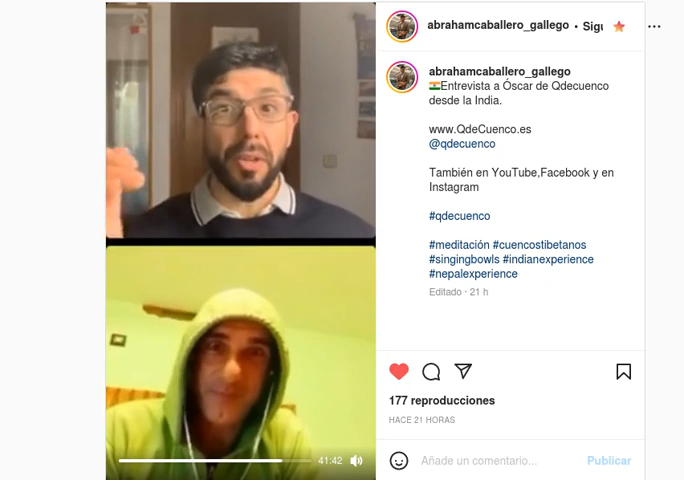 abrahamcaballero_gallego • Sigu
abrahamcaballero_gallego
Entrevista a Óscar de Qdecuenco
desde la India.
www.QdeCuenco.es
@qdecuenco
También en YouTube,Facebook y en
Instagram
#qdecuenco
#meditación #cuencostibetanos
#singingbowls #indianexperience
#nepalexperience
Editado · 21 h
177 reproducciones
HACE 21 HORAS
41:42
Añade un comentario... Publicar